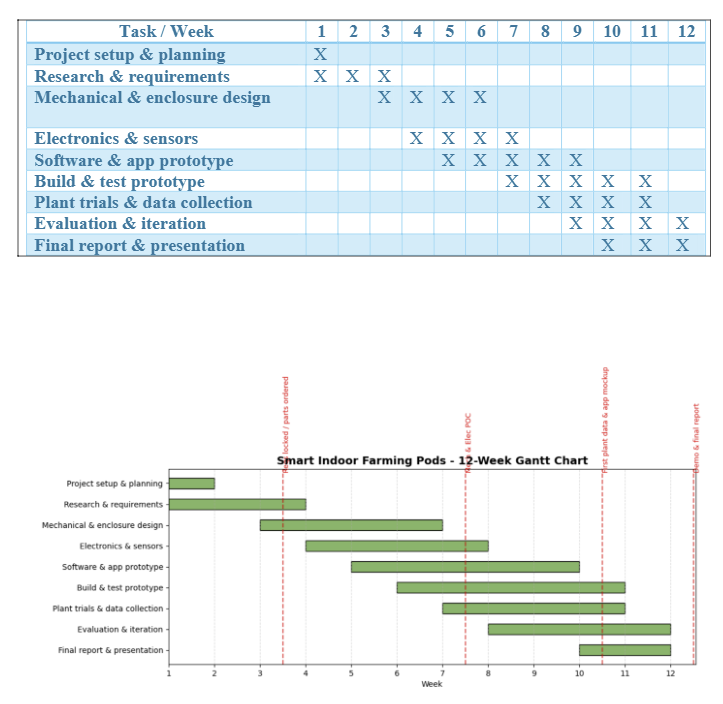 Task / Week 1 2 3 4 5 6 7 8 9 10 11 12
Project setup & planning X
Research & requirements X X X
Mechanical & enclosure design X X X X
Electronics & sensors X X X X
Software & app prototype X X X X X
Build & test prototype X X X X X
Plant trials & data collection X X X X
Evaluation & iteration X X X X
Final report & presentation X X X
locked / parts ordered
& Elec POC
First plant data & app mockup
Demo & final report
Smart Indoor Farming Pods - 12-Week Gantt Chart
Project setup & planning
Research & requirements
Mechanical & enclosure design
Electronics & sensors
Software & app prototype
Build & test prototype
Plant trials & data collection
Evaluation & iteration
Final report & presentation
1 2 3 4 5 6 7 8 9 10 11 12
Week